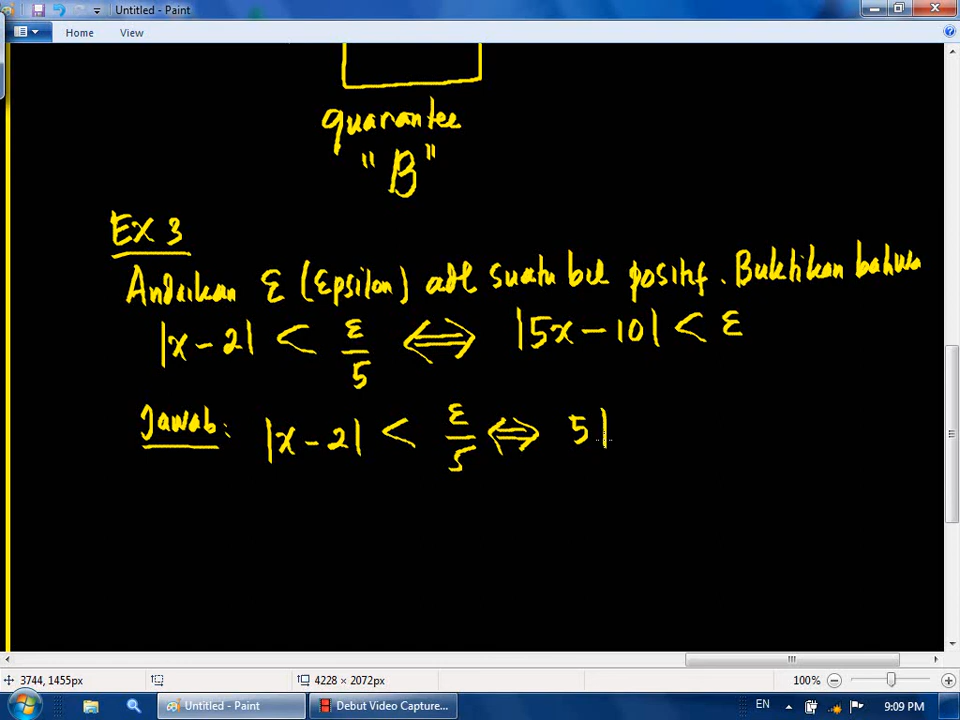 Untitled - Paint
Home View
guarantee
"B"
Ex 3
Andaikan ε (Epsilon) adl suatu bil positif. Buktikan bahwa
|x - 2| < ε/5 ⟺ |5x - 10| < ε
Jawab: |x - 2| < ε/5 ⟺ 5|
3744, 1455px 4228 × 2072px 100%
Untitled - Paint Debut Video Capture... EN 9:09 PM